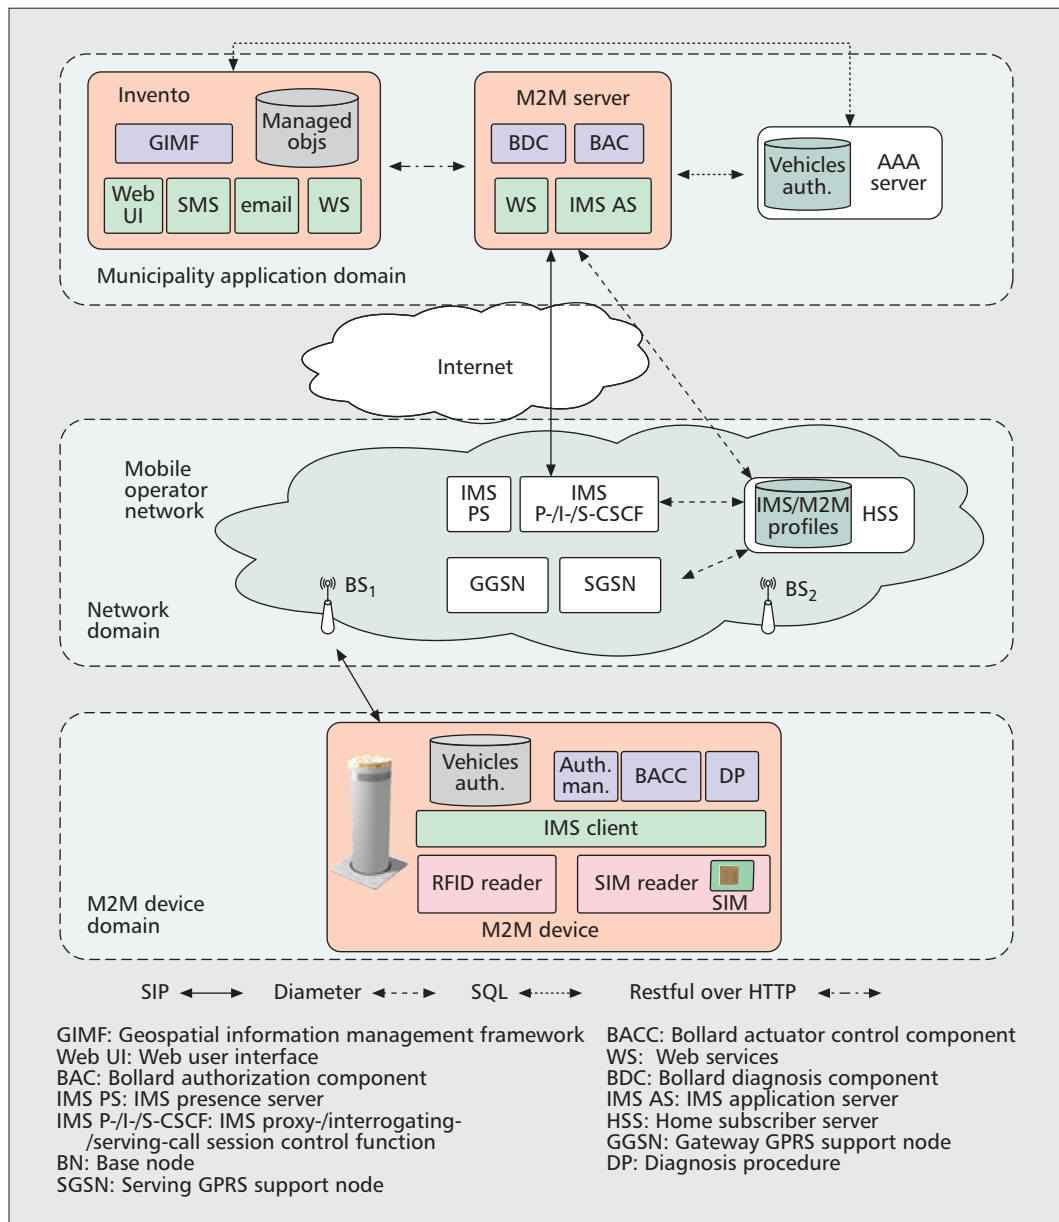 Invento
Managed
objs
GIMF
Web
UI
SMS
email
WS
M2M server
BDC
BAC
WS
IMS AS
Vehicles
auth.
AAA
server
Municipality application domain
Internet
Mobile
operator
network
IMS
PS
IMS
P-/I-/S-CSCF
IMS/M2M
profiles
HSS
GGSN
SGSN
BS1
BS2
Network
domain
Vehicles
auth.
Auth.
man.
BACC
DP
IMS client
RFID reader
SIM reader
SIM
M2M device
M2M device
domain
SIP
Diameter
SQL
Restful over HTTP
GIMF: Geospatial information management framework
Web UI: Web user interface
BAC: Bollard authorization component
IMS PS: IMS presence server
IMS P-/I-/S-CSCF: IMS proxy-/interrogating-
/serving-call session control function
BN: Base node
SGSN: Serving GPRS support node
BACC: Bollard actuator control component
WS: Web services
BDC: Bollard diagnosis component
IMS AS: IMS application server
HSS: Home subscriber server
GGSN: Gateway GPRS support node
DP: Diagnosis procedure